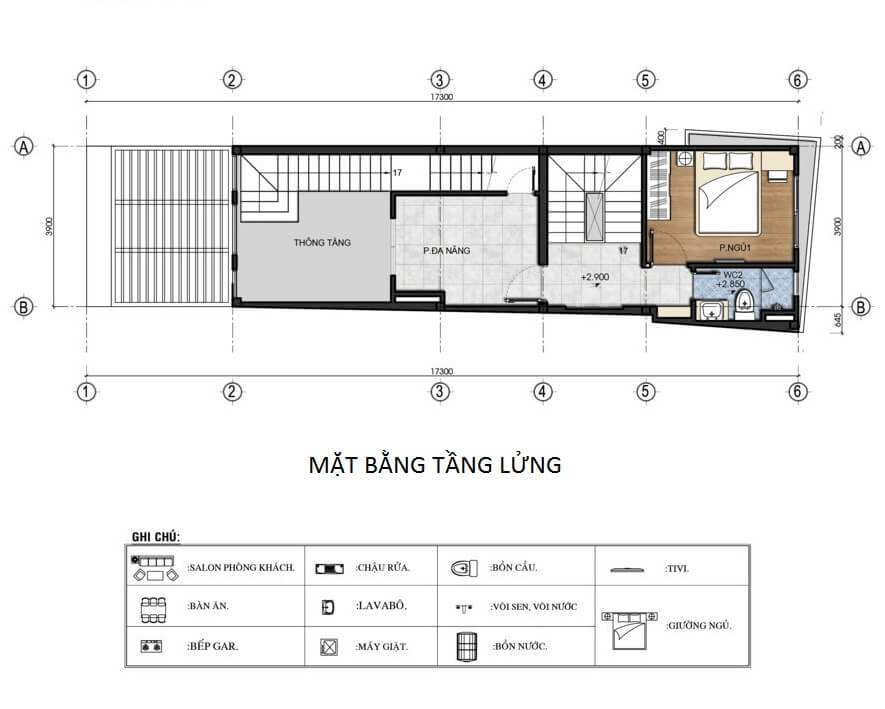 1 2 3 4 5 6
17300
A
A
400
200
3900
3900
17
THÔNG TẦNG
P.ĐA NĂNG
17
P.NGỦ1
+2.900
WC2
+2.850
B
B
645
17300
1 2 3 4 5 6
MẶT BẰNG TẦNG LỬNG
GHI CHÚ:
:SALON PHÒNG KHÁCH. :CHẬU RỬA. :BỒN CẦU. :TIVI.
:BÀN ĂN. :LAVABÔ. :VÒI SEN, VÒI NƯỚC
:GIƯỜNG NGỦ.
:BẾP GAR. :MÁY GIẶT. :BỒN NƯỚC.